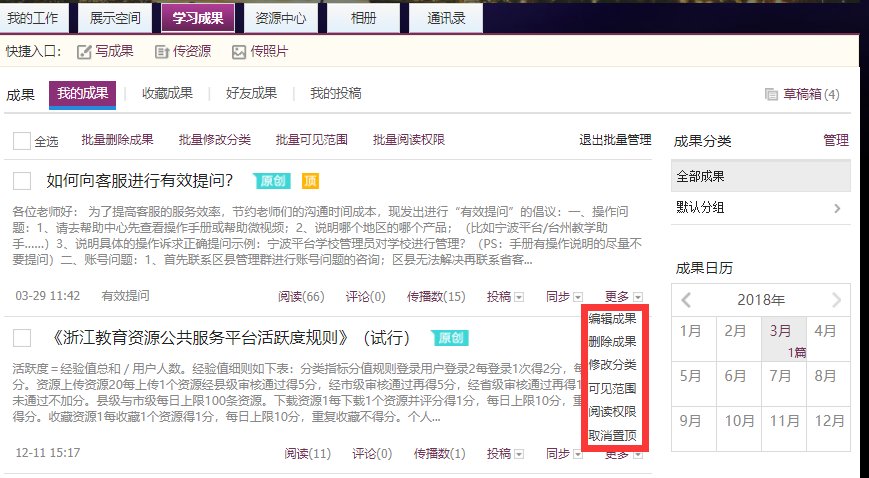 我的工作 展示空间 学习成果 资源中心 相册 通讯录
快捷入口： 写成果 传资源 传照片
成果 我的成果 收藏成果 好友成果 我的投稿 草稿箱(4)
全选 批量删除成果 批量修改分类 批量可见范围 批量阅读权限 退出批量管理
如何向客服进行有效提问？ 原创 顶
各位老师好： 为了提高客服的服务效率，节约老师们的沟通时间成本，现发出进行“有效提问”的倡议：一、操作问
题：1、请去帮助中心先查看操作手册或帮助微视频；2、说明哪个地区的哪个产品；（比如宁波平台/台州教学助
手......）3、说明具体的操作诉求正确提问示例：宁波平台学校管理员对学校进行管理？（PS：手册有操作说明的尽量不
要提问）二、账号问题：1、首先联系区县管理群进行账号问题的咨询；区县无法解决再联系省客...
03-29 11:42 有效提问 阅读(66) 评论(0) 传播数(15) 投稿 同步 更多
编辑成果
删除成果
修改分类
可见范围
阅读权限
取消置顶
《浙江教育资源公共服务平台活跃度规则》（试行） 原创
活跃度＝经验值总和 / 用户人数。经验值细则如下表：分类指标分值规则登录用户登录2每登录1次得2分，每
分。资源上传资源20每上传1个资源经县级审核通过得5分，经市级审核通过再得5分，经省级审核通过再得1
未通过不加分。县级与市级每日上限100条资源。下载资源1每下载1个资源并评分得1分，每日上限10分，重
得分。收藏资源1每收藏1个资源得1分，每日上限10分，重复收藏不得分。个人...
12-11 15:17 阅读(11) 评论(0) 传播数(1) 投稿 同步 更多
成果分类 管理
全部成果
默认分组
成果日历
2018年
1月 2月 3月 4月
1篇
5月 6月 7月 8月
9月 10月 11月 12月